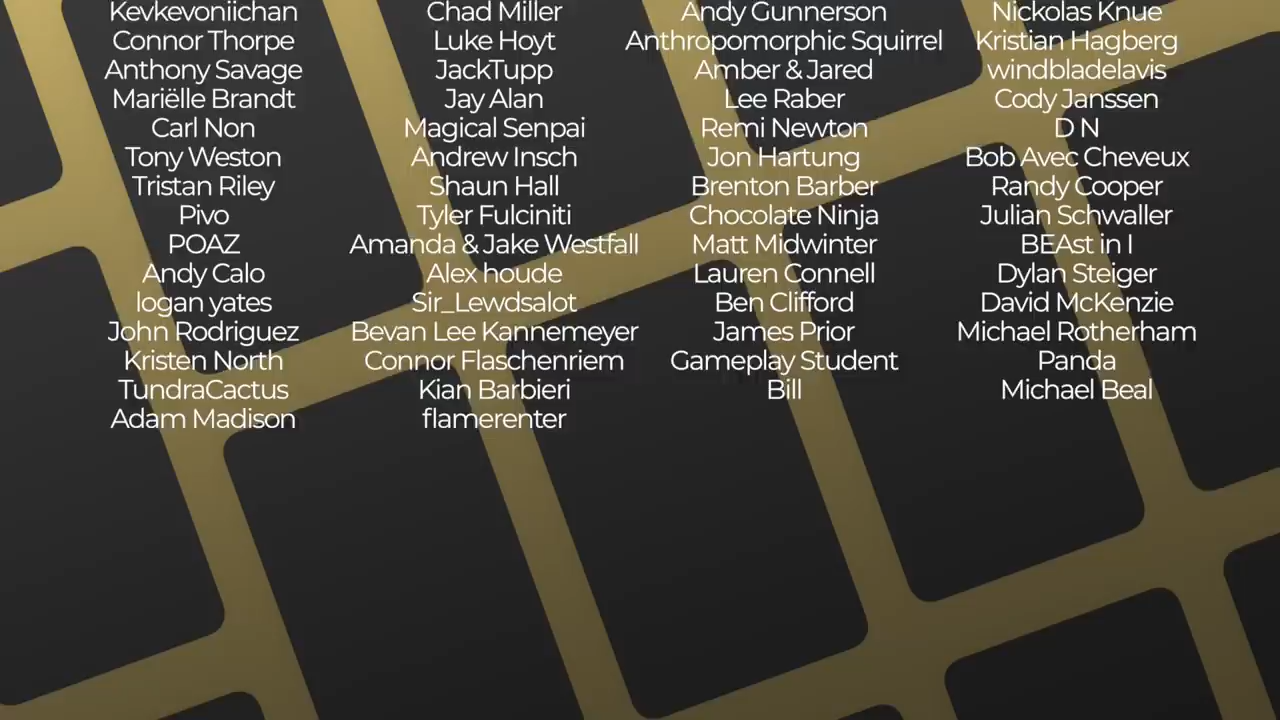 Kevkevoniichan
Connor Thorpe
Anthony Savage
Mariëlle Brandt
Carl Non
Tony Weston
Tristan Riley
Pivo
POAZ
Andy Calo
logan yates
John Rodriguez
Kristen North
TundraCactus
Adam Madison
Chad Miller
Luke Hoyt
JackTupp
Jay Alan
Magical Senpai
Andrew Insch
Shaun Hall
Tyler Fulciniti
Amanda & Jake Westfall
Alex houde
Sir_Lewdsalot
Bevan Lee Kannemeyer
Connor Flaschenriem
Kian Barbieri
flamerenter
Andy Gunnerson
Anthropomorphic Squirrel
Amber & Jared
Lee Raber
Remi Newton
Jon Hartung
Brenton Barber
Chocolate Ninja
Matt Midwinter
Lauren Connell
Ben Clifford
James Prior
Gameplay Student
Bill
Nickolas Knue
Kristian Hagberg
windbladelavis
Cody Janssen
D N
Bob Avec Cheveux
Randy Cooper
Julian Schwaller
BEAst in I
Dylan Steiger
David McKenzie
Michael Rotherham
Panda
Michael Beal